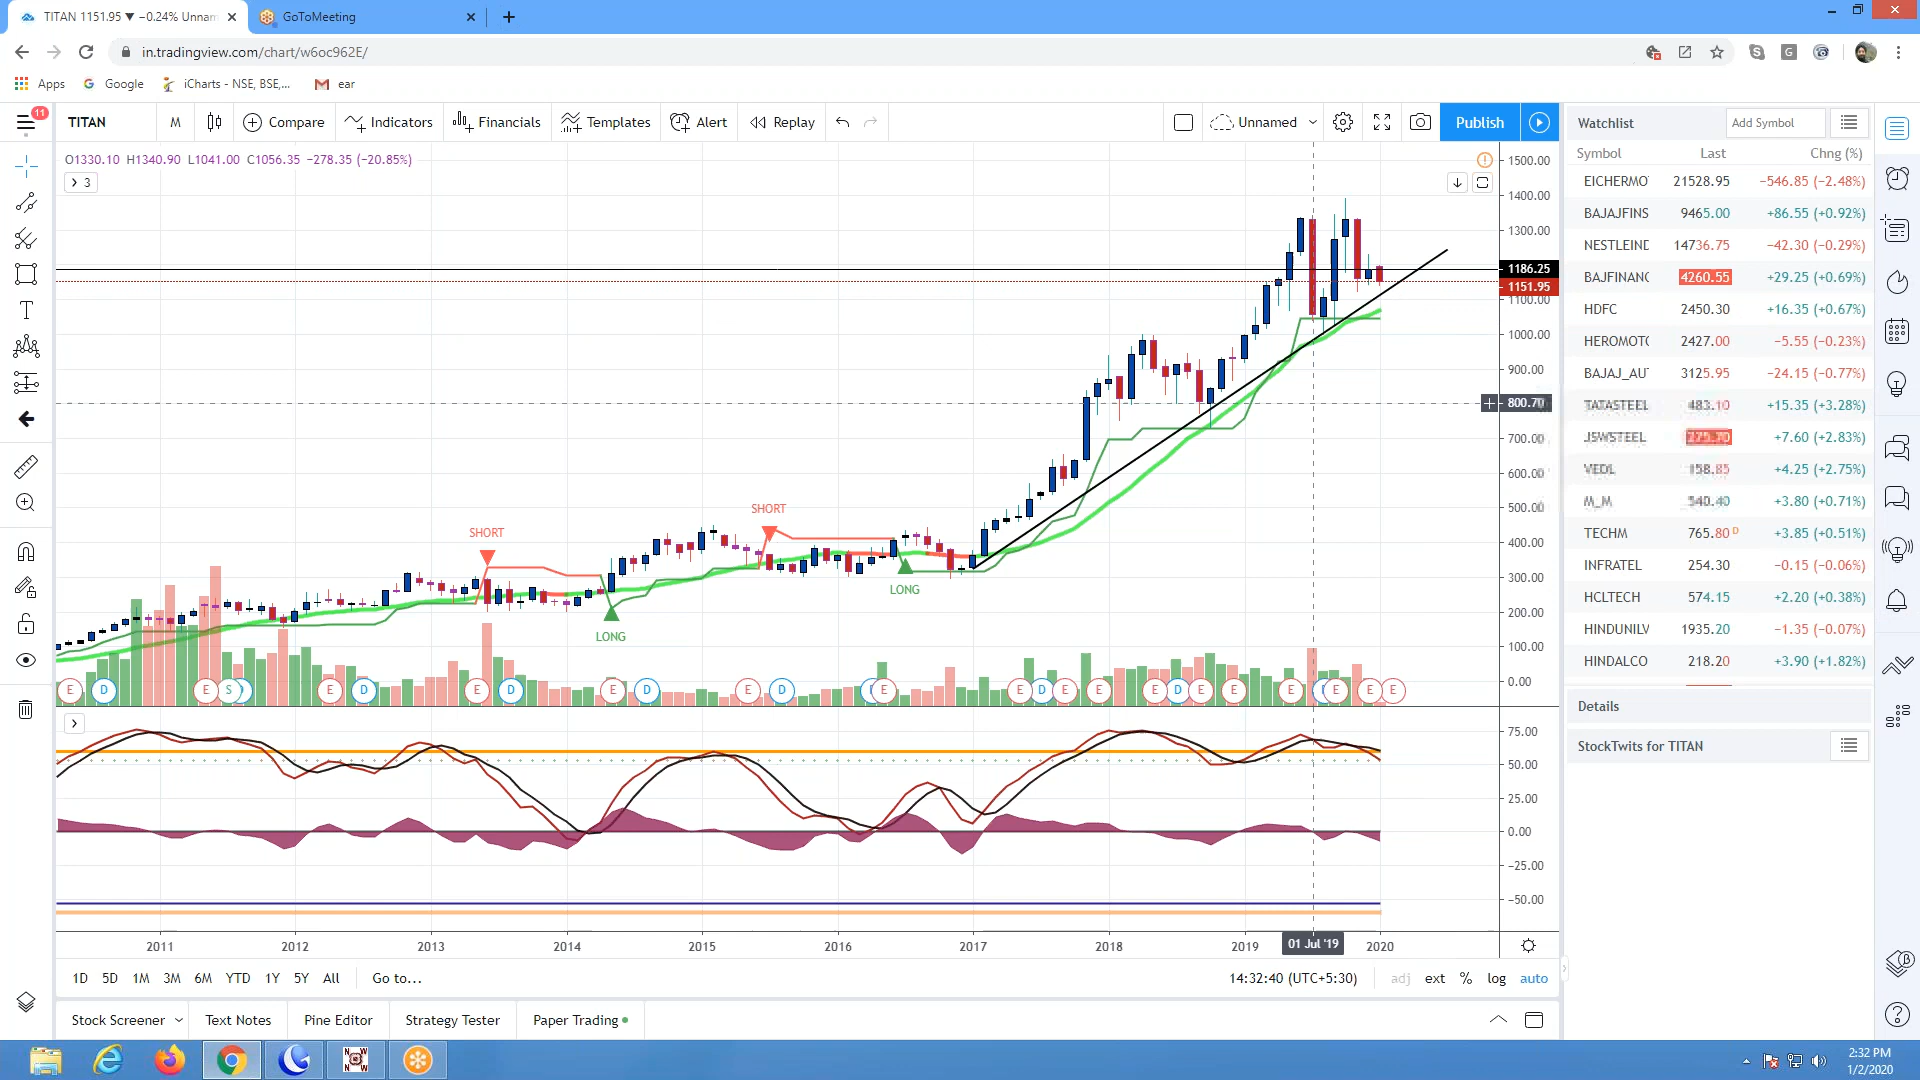 TITAN 1151.95 ▼ −0.24% Unnam
GoToMeeting
in.tradingview.com/chart/w6oc962E/
Apps
Google
iCharts - NSE, BSE,...
ear
11
TITAN
M
Compare
Indicators
Financials
Templates
Alert
Replay
Unnamed
Publish
O1330.10 H1340.90 L1041.00 C1056.35 −278.35 (−20.85%)
3
SHORT
LONG
SHORT
LONG
1500.00
1400.00
1300.00
1186.25
1151.95
1100.00
1000.00
900.00
800.70
700.00
600.00
500.00
400.00
300.00
200.00
100.00
0.00
E D E S E D E D E D E D E E D E E E D E E E E E E
75.00
50.00
25.00
0.00
−25.00
−50.00
2011 2012 2013 2014 2015 2016 2017 2018 2019 01 Jul '19 2020
1D 5D 1M 3M 6M YTD 1Y 5Y All Go to...
14:32:40 (UTC+5:30) adj ext % log auto
Stock Screener Text Notes Pine Editor Strategy Tester Paper Trading
Watchlist
Add Symbol
Symbol Last Chng (%)
EICHERMO 21528.95 −546.85 (−2.48%)
BAJAJFINS 9465.00 +86.55 (+0.92%)
NESTLEIND 14736.75 −42.30 (−0.29%)
BAJFINANC 4260.55 +29.25 (+0.69%)
HDFC 2450.30 +16.35 (+0.67%)
HEROMOTO 2427.00 −5.55 (−0.23%)
BAJAJ_AUT 3125.95 −24.15 (−0.77%)
TATASTEEL 483.10 +15.35 (+3.28%)
JSWSTEEL 275.70 +7.60 (+2.83%)
VEDL 158.85 +4.25 (+2.75%)
M_M 540.40 +3.80 (+0.71%)
TECHM 765.80 D +3.85 (+0.51%)
INFRATEL 254.30 −0.15 (−0.06%)
HCLTECH 574.15 +2.20 (+0.38%)
HINDUNILV 1935.20 −1.35 (−0.07%)
HINDALCO 218.20 +3.90 (+1.82%)
Details
StockTwits for TITAN
2:32 PM
1/2/2020